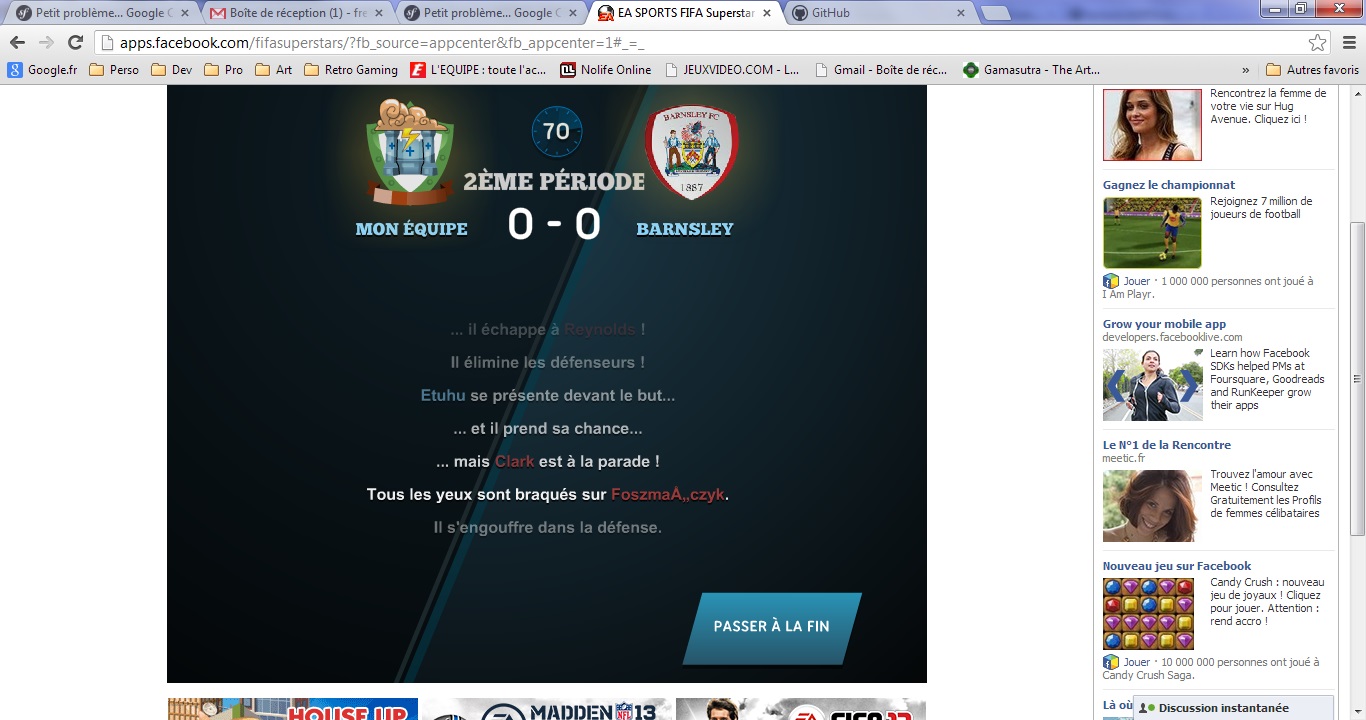 Petit problème... Google C
Boîte de réception (1) - fre
Petit problème... Google C
EA SPORTS FIFA Superstar
GitHub
apps.facebook.com/fifasuperstars/?fb_source=appcenter&fb_appcenter=1#_=_
Google.fr Perso Dev Pro Art Retro Gaming L'EQUIPE : toute l'ac... Nolife Online JEUXVIDEO.COM - L... Gmail - Boîte de réc... Gamasutra - The Art... » Autres favoris
70
BARNSLEY FC
1887
2ÈME PÉRIODE
0 - 0
MON ÉQUIPE
BARNSLEY
... il échappe à Reynolds !
Il élimine les défenseurs !
Etuhu se présente devant le but...
... et il prend sa chance...
... mais Clark est à la parade !
Tous les yeux sont braqués sur FoszmaÅ„czyk.
Il s'engouffre dans la défense.
PASSER À LA FIN
HOUSE UP
MADDEN NFL 13
EA SPORTS
FIFA 13
Rencontrez la femme de
votre vie sur Hug
Avenue. Cliquez ici !
Gagnez le championnat
Rejoignez 7 million de
joueurs de football
Jouer · 1 000 000 personnes ont joué à
I Am Playr.
Grow your mobile app
developers.facebooklive.com
Learn how Facebook
SDKs helped PMs at
Foursquare, Goodreads
and RunKeeper grow
their apps
Le N°1 de la Rencontre
meetic.fr
Trouvez l'amour avec
Meetic ! Consultez
Gratuitement les Profils
de femmes célibataires
Nouveau jeu sur Facebook
Candy Crush : nouveau
jeu de joyaux ! Cliquez
pour jouer. Attention :
rend accro !
Jouer · 10 000 000 personnes ont joué à
Candy Crush Saga.
Là où
Discussion instantanée